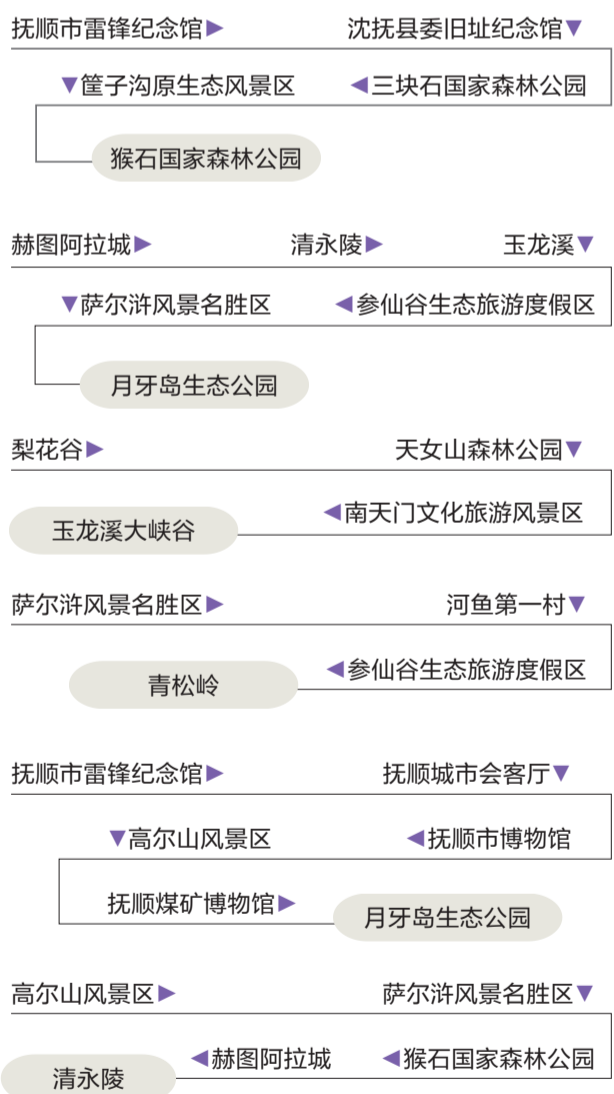 抚顺市雷锋纪念馆▶ 沈抚县委旧址纪念馆▼
▼筐子沟原生态风景区 ◀三块石国家森林公园
猴石国家森林公园
赫图阿拉城▶ 清永陵▶ 玉龙溪▼
▼萨尔浒风景名胜区 ◀参仙谷生态旅游度假区
月牙岛生态公园
梨花谷▶ 天女山森林公园▼
◀南天门文化旅游风景区
玉龙溪大峡谷
萨尔浒风景名胜区▶ 河鱼第一村▼
◀参仙谷生态旅游度假区
青松岭
抚顺市雷锋纪念馆▶ 抚顺城市会客厅▼
▼高尔山风景区 ◀抚顺市博物馆
抚顺煤矿博物馆▶ 月牙岛生态公园
高尔山风景区▶ 萨尔浒风景名胜区▼
◀赫图阿拉城 ◀猴石国家森林公园
清永陵